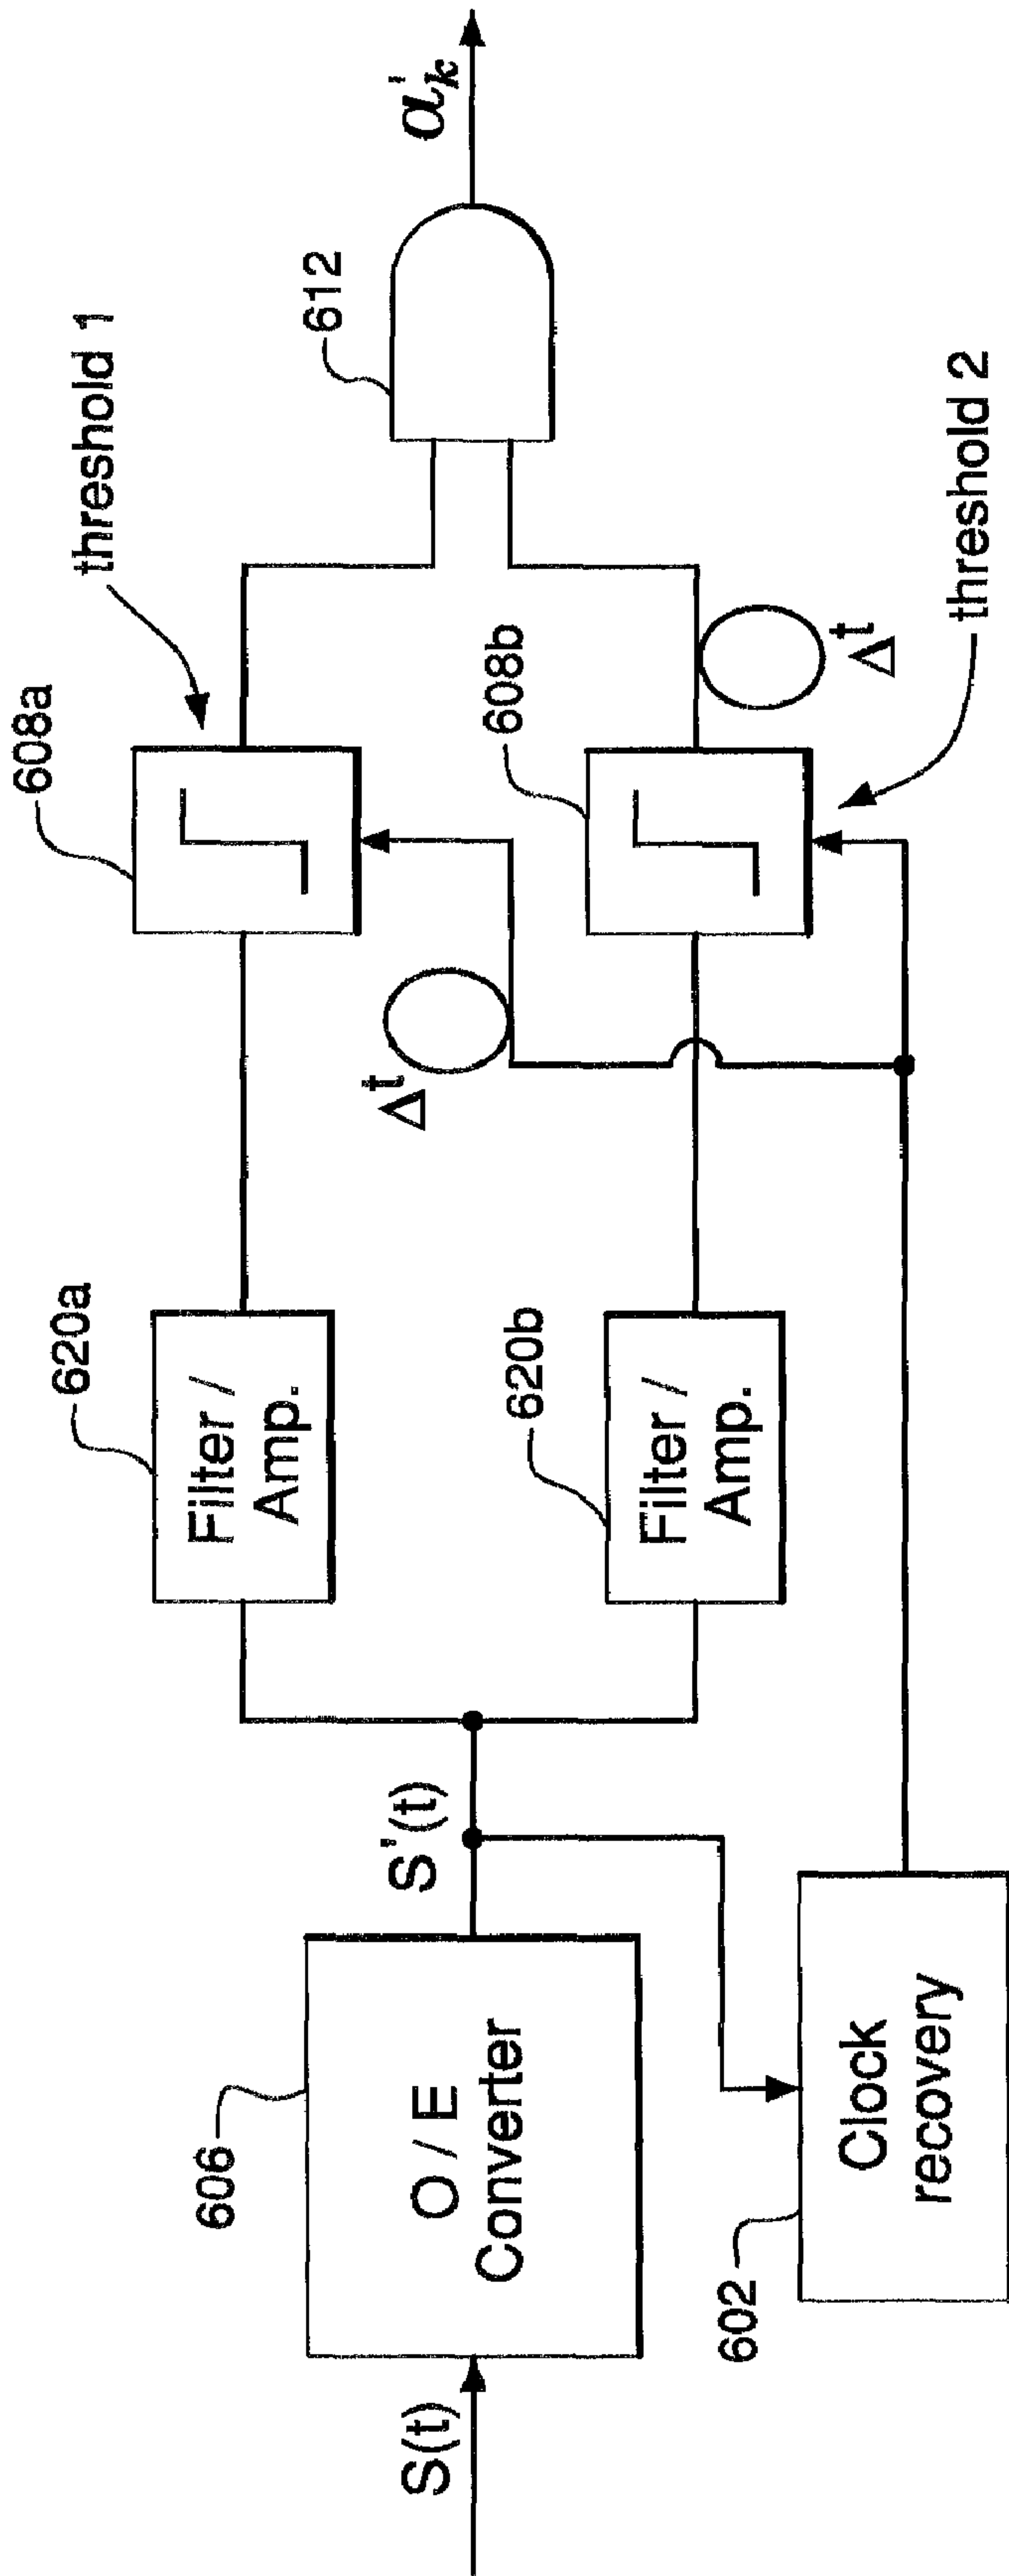 S(t)
606
O / E
Converter
S'(t)
602
Clock
recovery
620a
Filter /
Amp.
620b
Filter /
Amp.
Δt
608a
threshold 1
608b
Δt
threshold 2
612
α'k